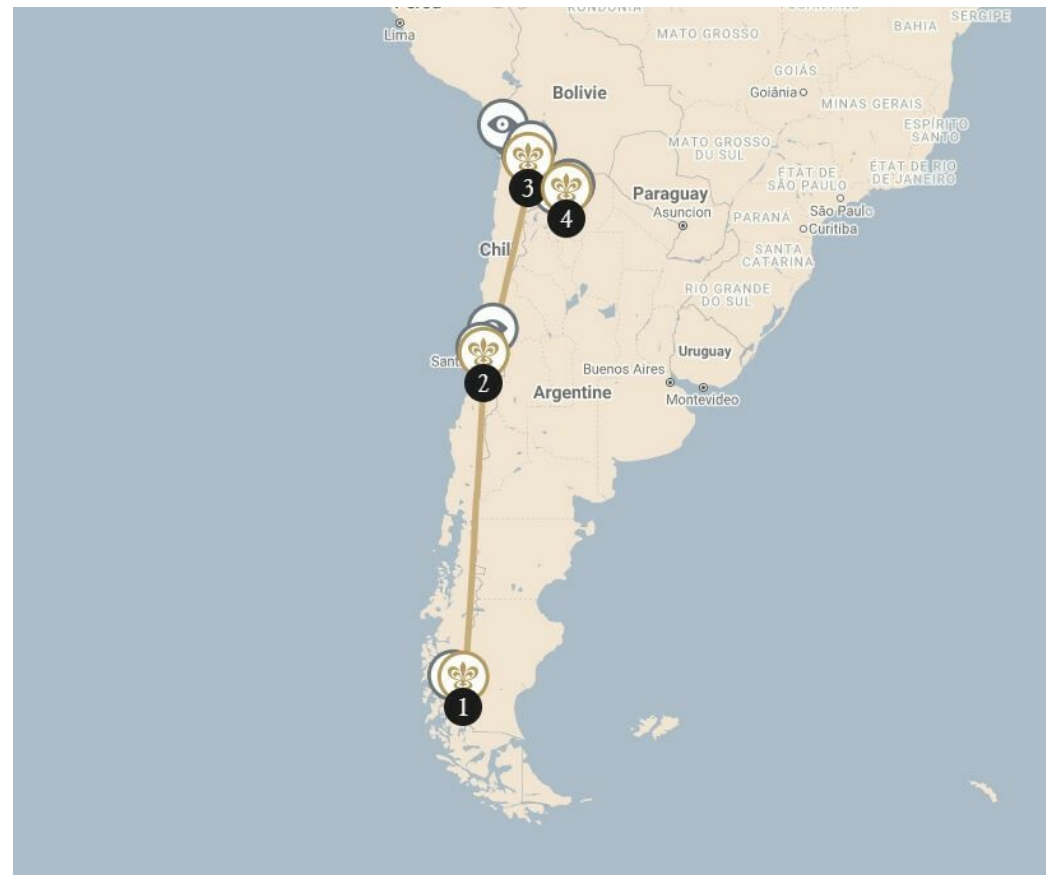 Lima
MATO GROSSO
BAHIA
SERGIPE
GOIÁS
Goiânia
Bolivie
MINAS GERAIS
ESPÍRITO
SANTO
MATO GROSSO
DU SUL
ÉTAT DE
SÃO PAULO
ÉTAT DE RIO
DE JANEIRO
3
Paraguay
Asuncion
PARANÁ
São Paulo
4
Curitiba
Chil
SANTA
CATARINA
RIO GRANDE
DO SUL
Sant
Uruguay
2
Buenos Aires
Argentine
Montevideo
1